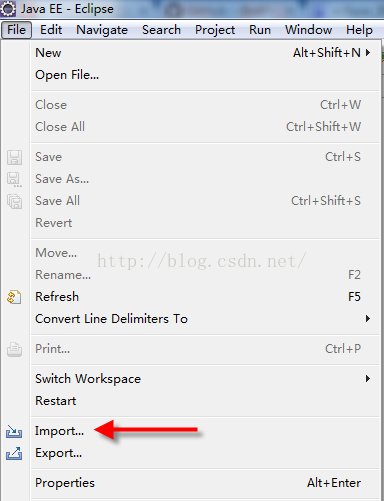 Java EE - Eclipse
File Edit Navigate Search Project Run Window Help
New Alt+Shift+N
Open File...
Close Ctrl+W
Close All Ctrl+Shift+W
Save Ctrl+S
Save As...
Save All Ctrl+Shift+S
Revert
Move...
http://blog.csdn.net/
Rename... F2
Refresh F5
Convert Line Delimiters To
Print... Ctrl+P
Switch Workspace
Restart
Import...
Export...
Properties Alt+Enter